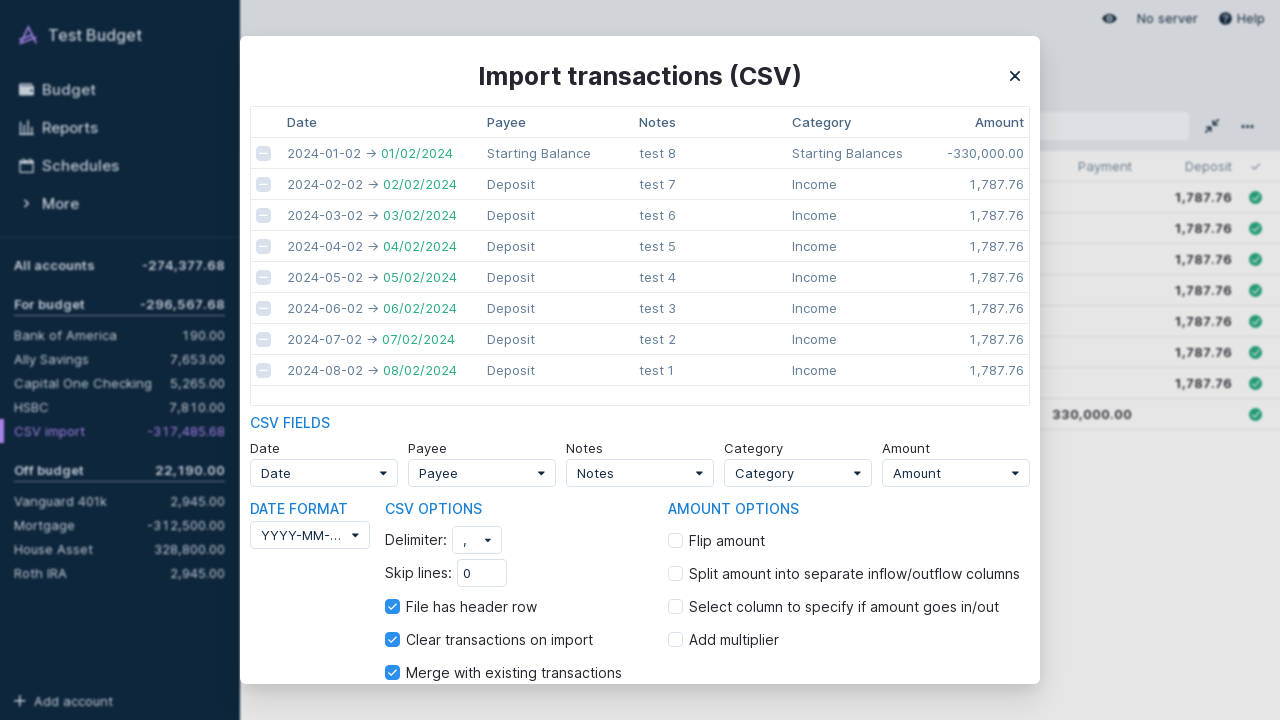 Test Budget
Budget
Reports
Schedules
More
All accounts -274,377.68
For budget -296,567.68
Bank of America 190.00
Ally Savings 7,653.00
Capital One Checking 5,265.00
HSBC 7,810.00
CSV import -317,485.68
Off budget 22,190.00
Vanguard 401k 2,945.00
Mortgage -312,500.00
House Asset 328,800.00
Roth IRA 2,945.00
Add account
No server Help
Import transactions (CSV)
Date Payee Notes Category Amount
2024-01-02 → 01/02/2024 Starting Balance test 8 Starting Balances -330,000.00
2024-02-02 → 02/02/2024 Deposit test 7 Income 1,787.76
2024-03-02 → 03/02/2024 Deposit test 6 Income 1,787.76
2024-04-02 → 04/02/2024 Deposit test 5 Income 1,787.76
2024-05-02 → 05/02/2024 Deposit test 4 Income 1,787.76
2024-06-02 → 06/02/2024 Deposit test 3 Income 1,787.76
2024-07-02 → 07/02/2024 Deposit test 2 Income 1,787.76
2024-08-02 → 08/02/2024 Deposit test 1 Income 1,787.76
CSV FIELDS
Date Payee Notes Category Amount
Date Payee Notes Category Amount
DATE FORMAT
YYYY-MM-...
CSV OPTIONS
Delimiter: ,
Skip lines: 0
File has header row
Clear transactions on import
Merge with existing transactions
AMOUNT OPTIONS
Flip amount
Split amount into separate inflow/outflow columns
Select column to specify if amount goes in/out
Add multiplier
Payment Deposit
1,787.76
1,787.76
1,787.76
1,787.76
1,787.76
1,787.76
1,787.76
330,000.00